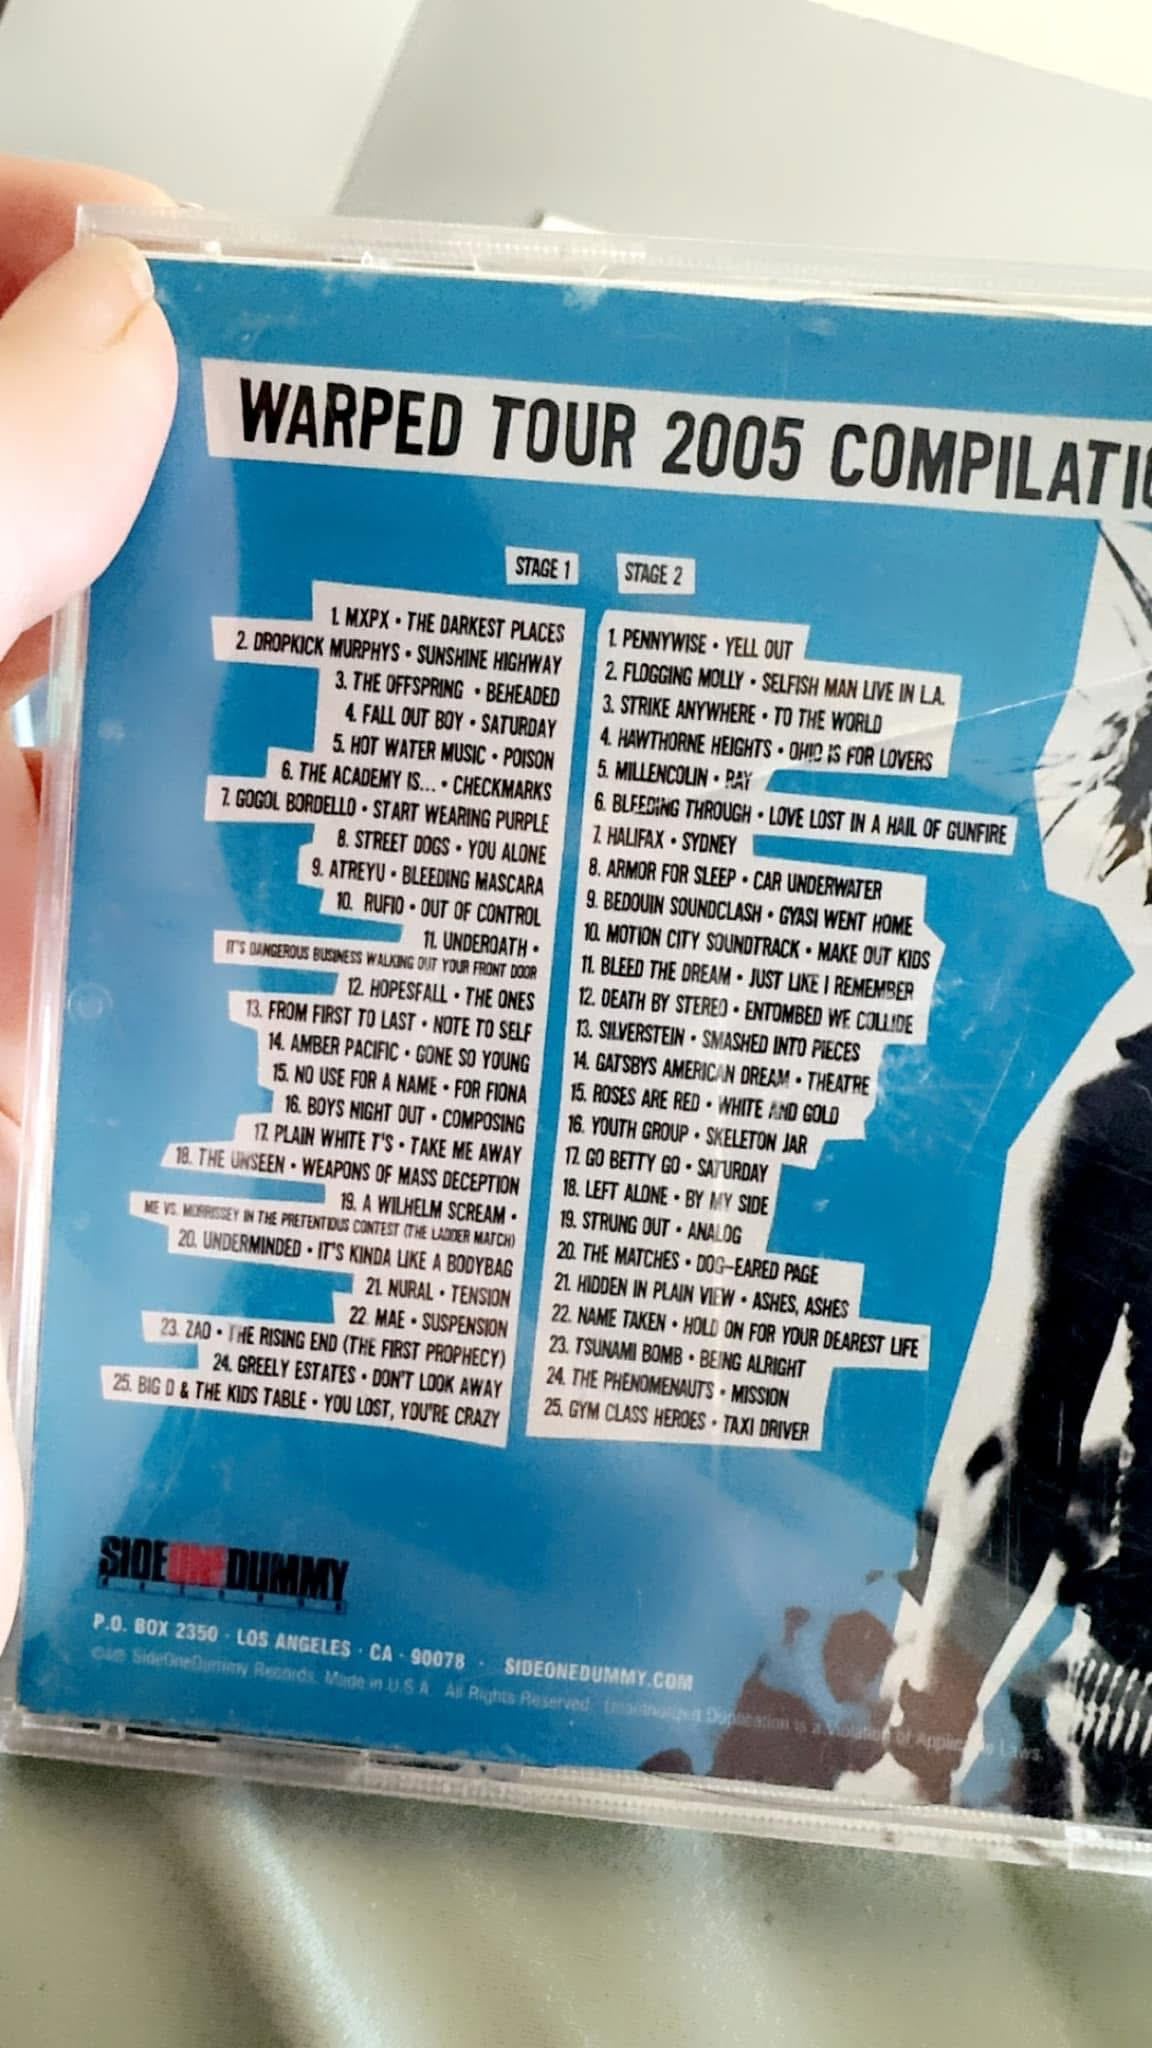 WARPED TOUR 2005 COMPILATI
STAGE 1
1. MXPX • THE DARKEST PLACES
2. DROPKICK MURPHYS • SUNSHINE HIGHWAY
3. THE OFFSPRING • BEHEADED
4. FALL OUT BOY • SATURDAY
5. HOT WATER MUSIC • POISON
6. THE ACADEMY IS... • CHECKMARKS
7. GOGOL BORDELLO • START WEARING PURPLE
8. STREET DOGS • YOU ALONE
9. ATREYU • BLEEDING MASCARA
10. RUFIO • OUT OF CONTROL
11. UNDEROATH •
IT'S DANGEROUS BUSINESS WALKING OUT YOUR FRONT DOOR
12. HOPESFALL • THE ONES
13. FROM FIRST TO LAST • NOTE TO SELF
14. AMBER PACIFIC • GONE SO YOUNG
15. NO USE FOR A NAME • FOR FIONA
16. BOYS NIGHT OUT • COMPOSING
17. PLAIN WHITE T'S • TAKE ME AWAY
18. THE UNSEEN • WEAPONS OF MASS DECEPTION
19. A WILHELM SCREAM •
ME VS. MORRISSEY IN THE PRETENTIOUS CONTEST (THE LADDER MATCH)
20. UNDERMINDED • IT'S KINDA LIKE A BODYBAG
21. NURAL • TENSION
22. MAE • SUSPENSION
23. ZAO • THE RISING END (THE FIRST PROPHECY)
24. GREELY ESTATES • DON'T LOOK AWAY
25. BIG D & THE KIDS TABLE • YOU LOST, YOU'RE CRAZY
STAGE 2
1. PENNYWISE • YELL OUT
2. FLOGGING MOLLY • SELFISH MAN LIVE IN L.A.
3. STRIKE ANYWHERE • TO THE WORLD
4. HAWTHORNE HEIGHTS • OHIO IS FOR LOVERS
5. MILLENCOLIN • RAY
6. BLEEDING THROUGH • LOVE LOST IN A HAIL OF GUNFIRE
7. HALIFAX • SYDNEY
8. ARMOR FOR SLEEP • CAR UNDERWATER
9. BEDOUIN SOUNDCLASH • GYASI WENT HOME
10. MOTION CITY SOUNDTRACK • MAKE OUT KIDS
11. BLEED THE DREAM • JUST LIKE I REMEMBER
12. DEATH BY STEREO • ENTOMBED WE COLLIDE
13. SILVERSTEIN • SMASHED INTO PIECES
14. GATSBYS AMERICAN DREAM • THEATRE
15. ROSES ARE RED • WHITE AND GOLD
16. YOUTH GROUP • SKELETON JAR
17. GO BETTY GO • SATURDAY
18. LEFT ALONE • BY MY SIDE
19. STRUNG OUT • ANALOG
20. THE MATCHES • DOG-EARED PAGE
21. HIDDEN IN PLAIN VIEW • ASHES, ASHES
22. NAME TAKEN • HOLD ON FOR YOUR DEAREST LIFE
23. TSUNAMI BOMB • BEING ALRIGHT
24. THE PHENOMENAUTS • MISSION
25. GYM CLASS HEROES • TAXI DRIVER
SIDEONEDUMMY
P.O. BOX 2350 · LOS ANGELES · CA · 90078 · SIDEONEDUMMY.COM
SideOneDummy Records. Made in U.S.A. All Rights Reserved. Unauthorized Duplication is a Violation of Applicable Laws.